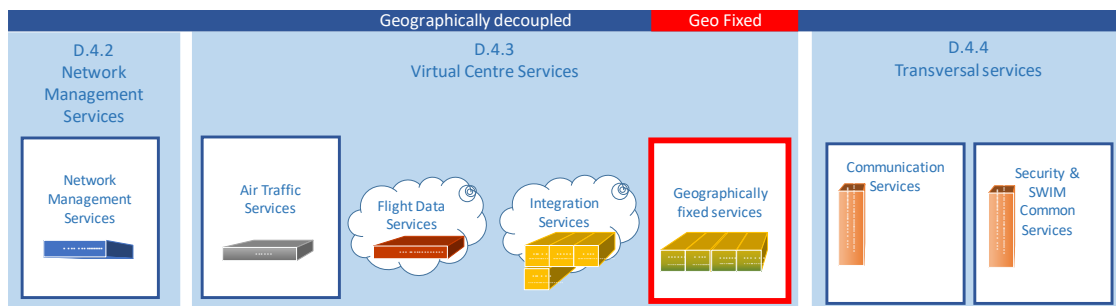 Geographically decoupled
Geo Fixed
D.4.2
Network
Management
Services
D.4.3
Virtual Centre Services
D.4.4
Transversal services
Network
Management
Services
Air Traffic
Services
Flight Data
Services
Integration
Services
Geographically
fixed services
Communication
Services
Security &
SWIM
Common
Services